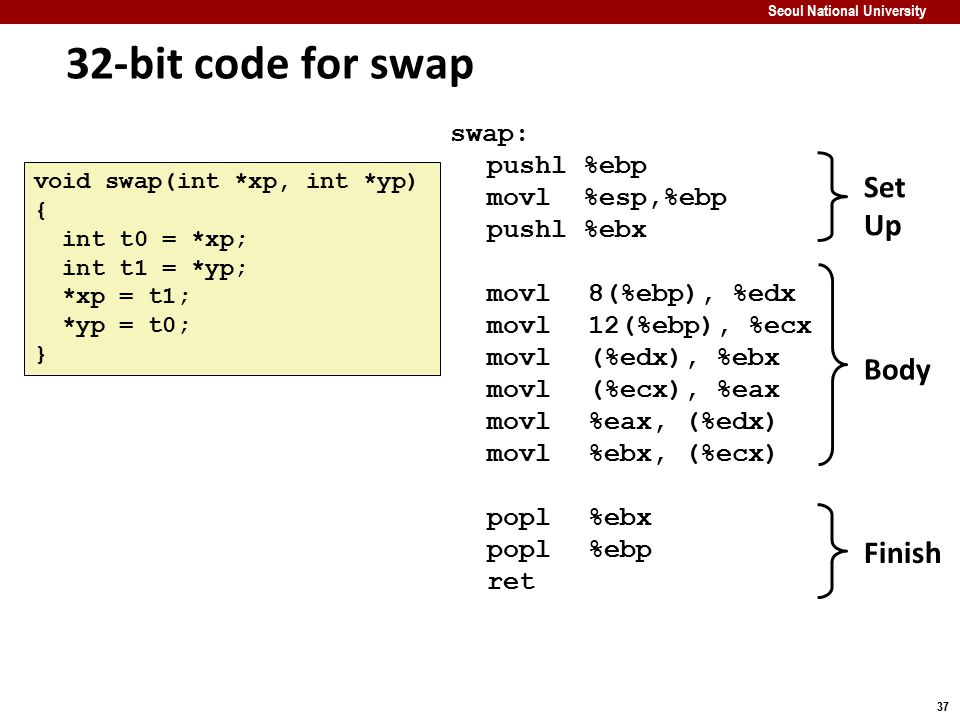 Seoul National University
32-bit code for swap
void swap(int *xp, int *yp)
{
  int t0 = *xp;
  int t1 = *yp;
  *xp = t1;
  *yp = t0;
}
swap:
  pushl %ebp
  movl  %esp,%ebp
  pushl %ebx
  movl  8(%ebp), %edx
  movl  12(%ebp), %ecx
  movl  (%edx), %ebx
  movl  (%ecx), %eax
  movl  %eax, (%edx)
  movl  %ebx, (%ecx)
  popl  %ebx
  popl  %ebp
  ret
Set
Up
Body
Finish
37